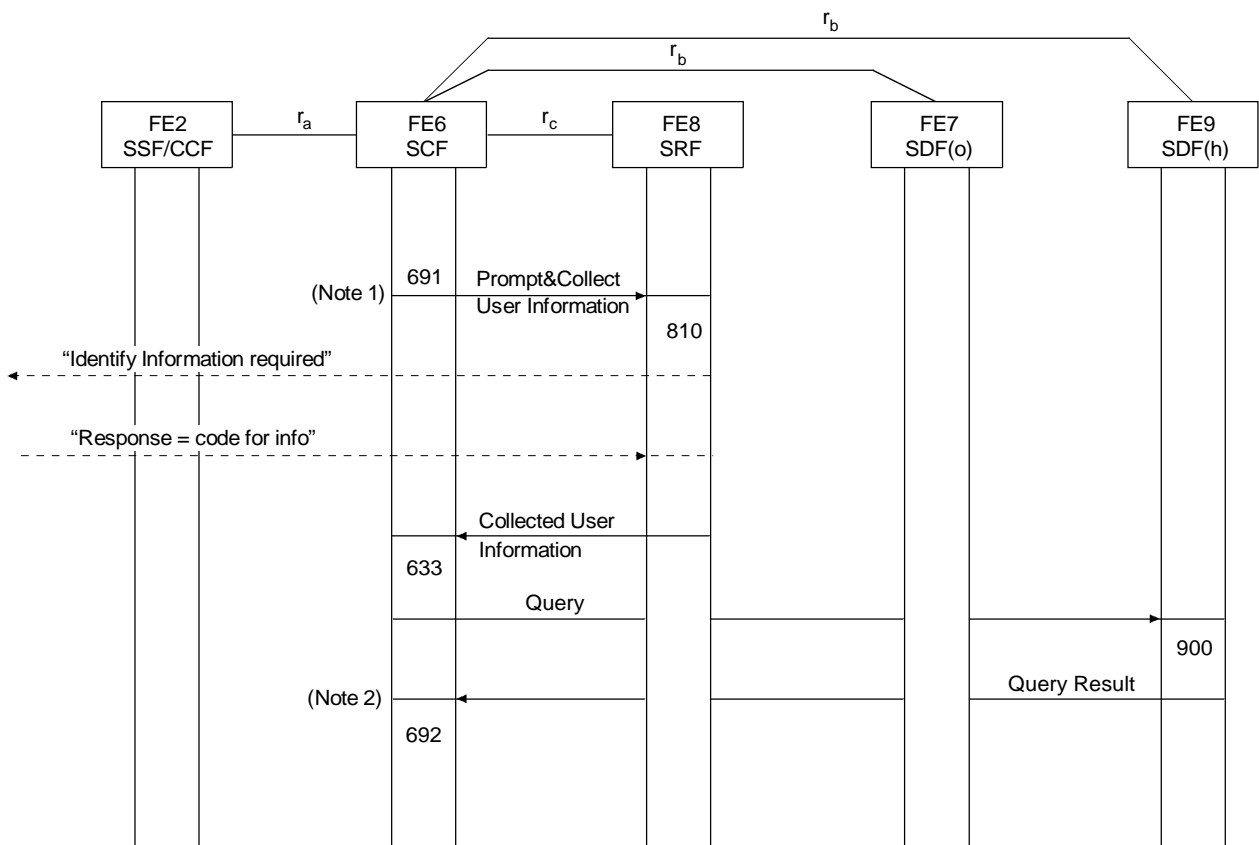 r_b
r_b
FE2
SSF/CCF
r_a
FE6
SCF
r_c
FE8
SRF
FE7
SDF(o)
FE9
SDF(h)
(Note 1)
691
Prompt&Collect
User Information
810
“Identify Information required”
“Response = code for info”
Collected User
Information
633
Query
900
Query Result
(Note 2)
692